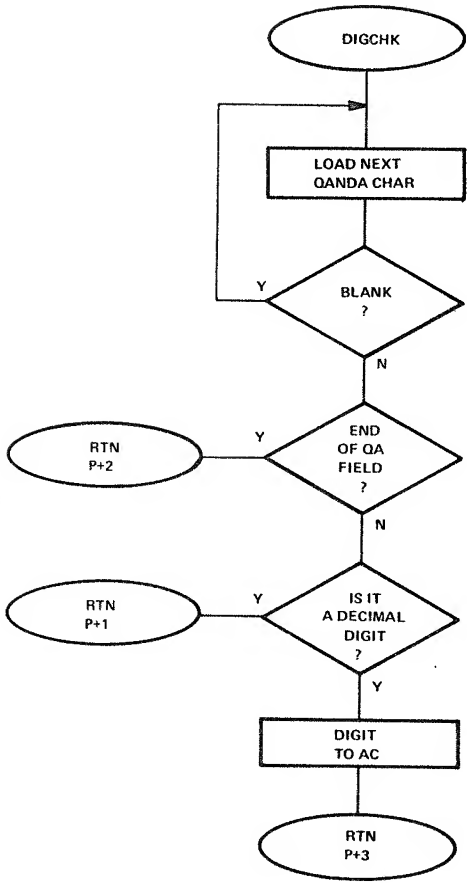 DIGCHK
LOAD NEXT
QANDA CHAR
Y
BLANK
?
N
END
OF QA
FIELD
?
Y
RTN
P+2
N
IS IT
A DECIMAL
DIGIT
?
Y
RTN
P+1
Y
DIGIT
TO AC
RTN
P+3